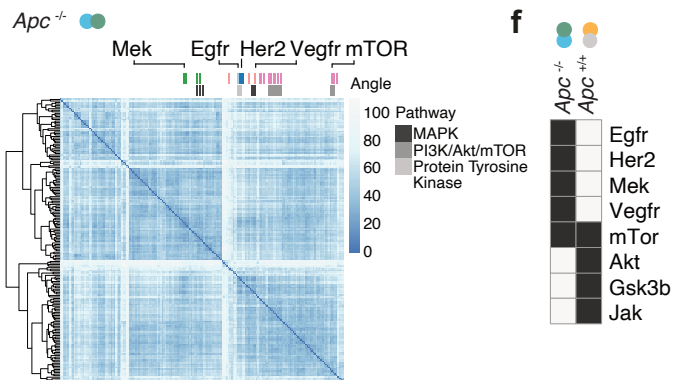 Apc -/-
Mek Egfr Her2 Vegfr mTOR
Angle
100
80
60
40
20
0
Pathway
MAPK
PI3K/Akt/mTOR
Protein Tyrosine
Kinase
f
Apc -/-
Apc +/+
Egfr
Her2
Mek
Vegfr
mTor
Akt
Gsk3b
Jak